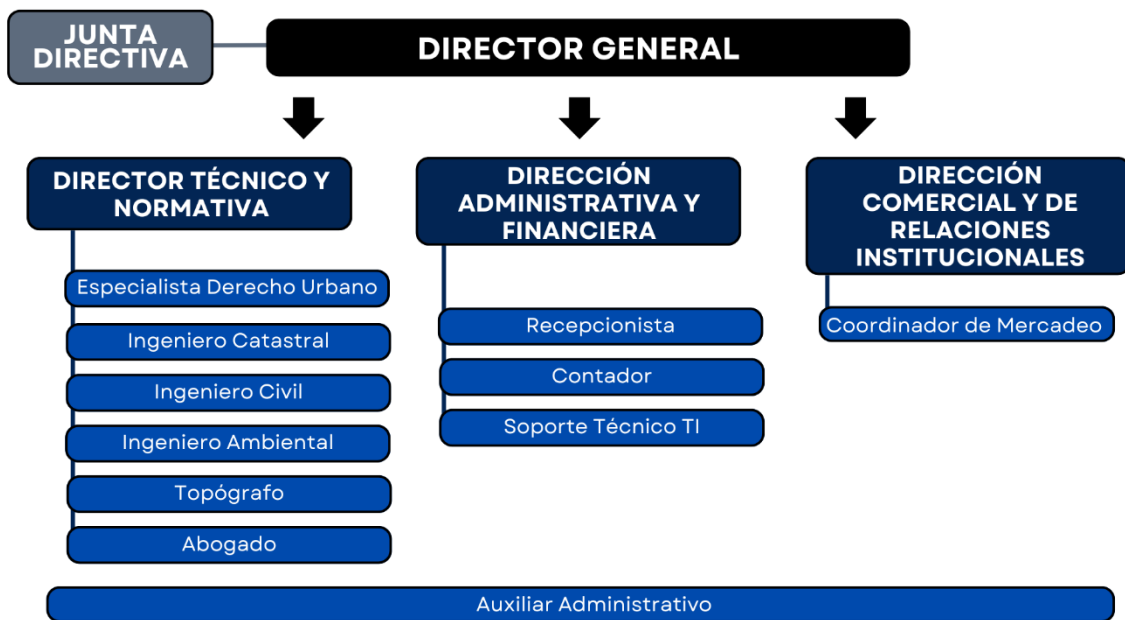 JUNTA
DIRECTIVA
DIRECTOR GENERAL
DIRECTOR TÉCNICO Y
NORMATIVA
Especialista Derecho Urbano
Ingeniero Catastral
Ingeniero Civil
Ingeniero Ambiental
Topógrafo
Abogado
DIRECCIÓN
ADMINISTRATIVA Y
FINANCIERA
Recepcionista
Contador
Soporte Técnico TI
DIRECCIÓN
COMERCIAL Y DE
RELACIONES
INSTITUCIONALES
Coordinador de Mercadeo
Auxiliar Administrativo